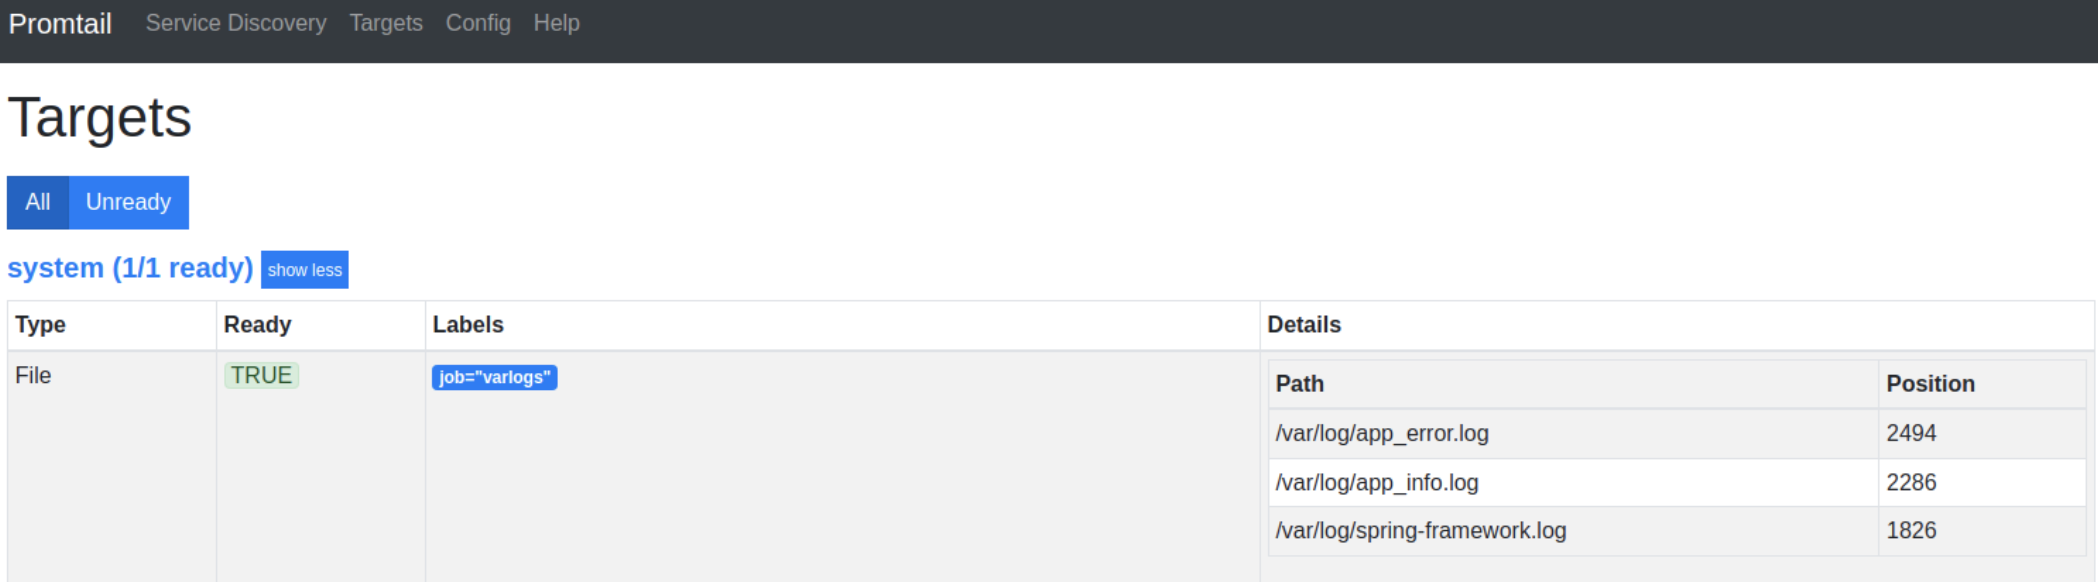 Promtail Service Discovery Targets Config Help
Targets
All Unready
system (1/1 ready) show less
Type Ready Labels Details
File TRUE job="varlogs"
Path Position
/var/log/app_error.log 2494
/var/log/app_info.log 2286
/var/log/spring-framework.log 1826